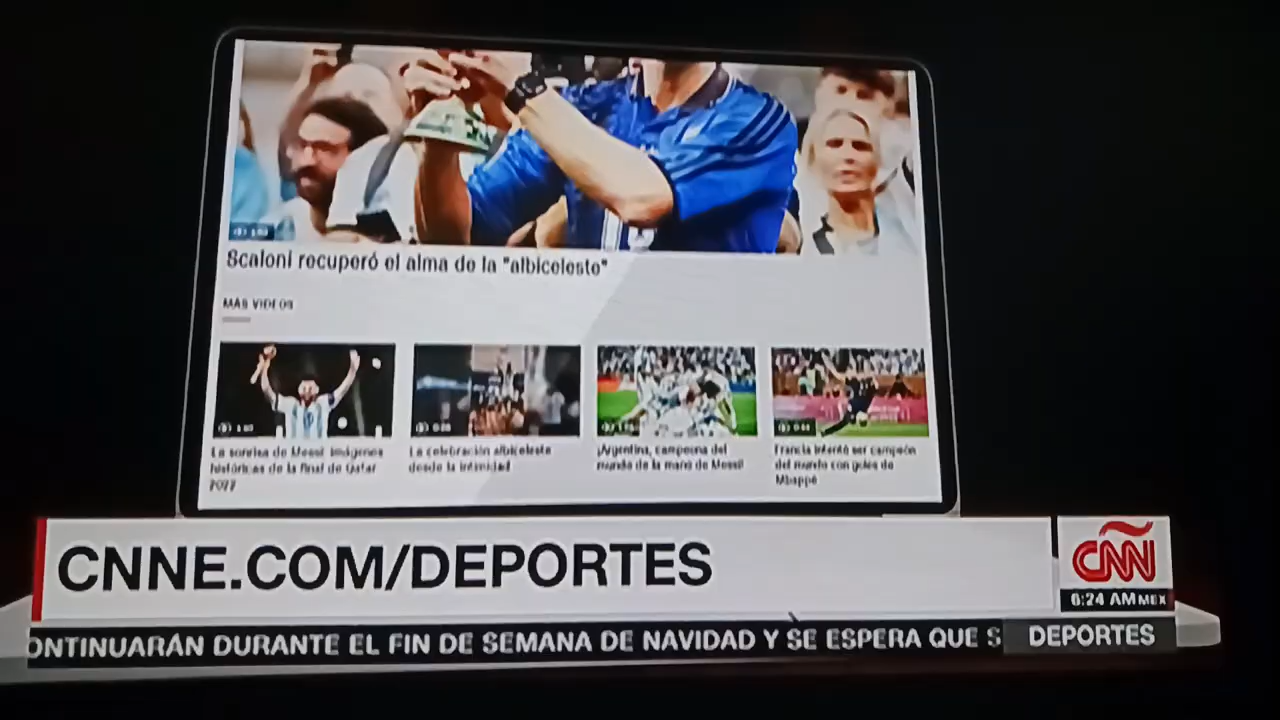 Scaloni recuperó el alma de la "albiceleste"
MÁS VIDEOS
La sonrisa de Messi: imágenes
históricas de la final de Qatar
2022
La celebración albiceleste
desde la intimidad
¡Argentina, campeona del
mundo de la mano de Messi!
Francia intentó ser campeón
del mundo con goles de
Mbappé
CNNE.COM/DEPORTES
CNN
6:24 AM MEX
ONTINUARÁN DURANTE EL FIN DE SEMANA DE NAVIDAD Y SE ESPERA QUE S
DEPORTES